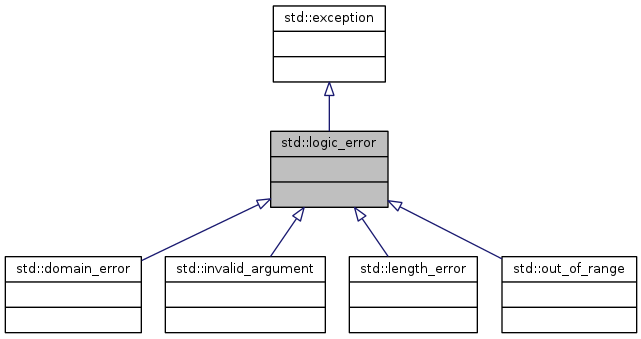 std::exception
std::logic_error
std::domain_error
std::invalid_argument
std::length_error
std::out_of_range